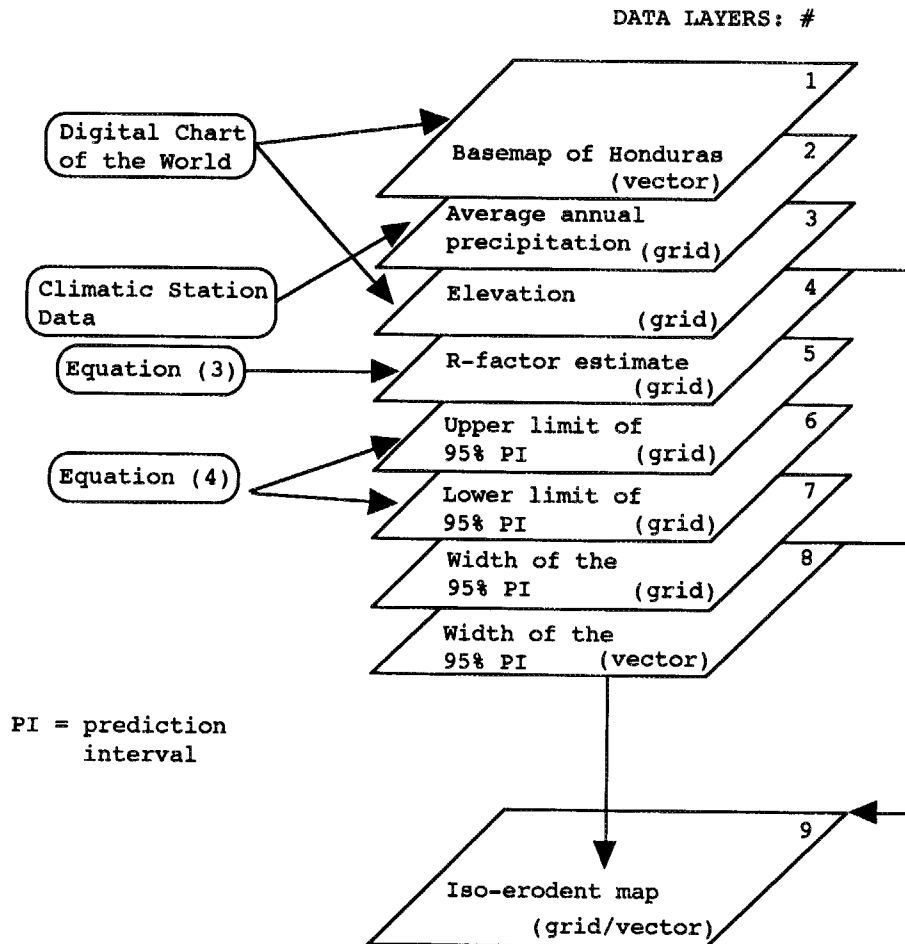 DATA LAYERS: #
1
Digital Chart
of the World
Basemap of Honduras
(vector)
2
Average annual
precipitation (grid)
3
Climatic Station
Data
Elevation
(grid)
4
Equation (3)
R-factor estimate
(grid)
5
Upper limit of
95% PI (grid)
6
Equation (4)
Lower limit of
95% PI (grid)
7
Width of the
95% PI (grid)
8
Width of the
95% PI (vector)
PI = prediction
interval
9
Iso-erodent map
(grid/vector)